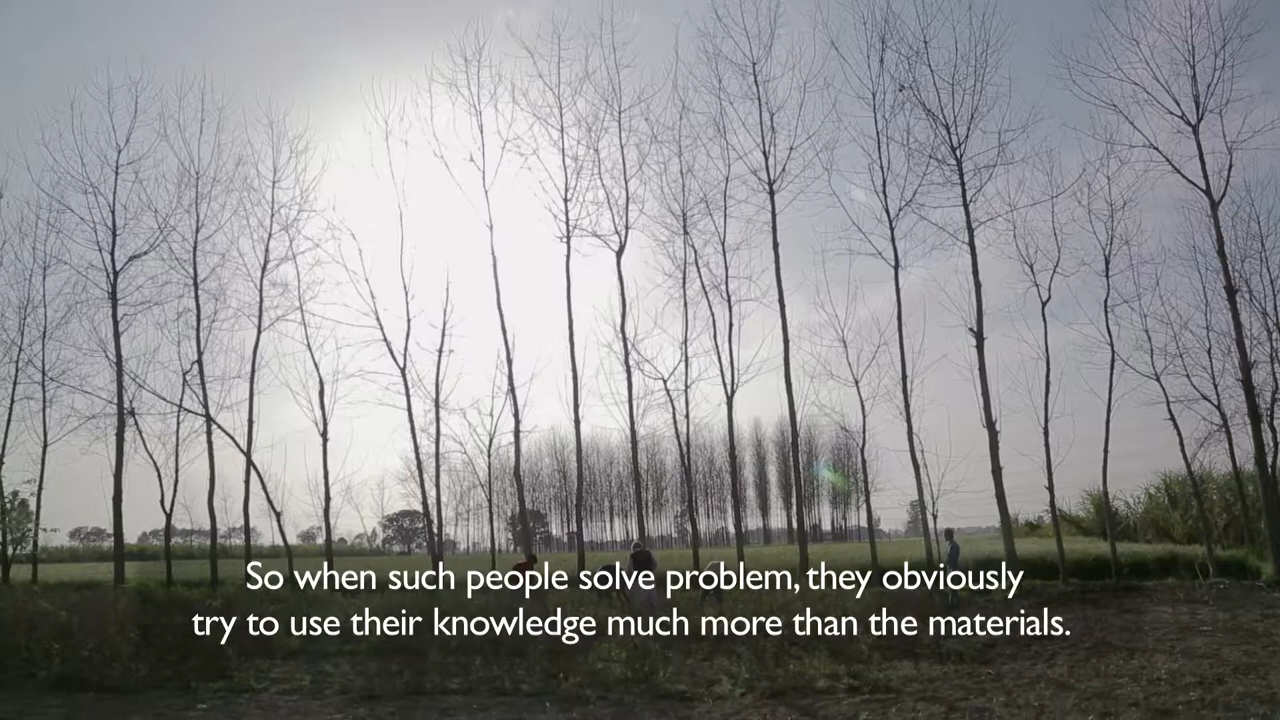 So when such people solve problem, they obviously
try to use their knowledge much more than the materials.